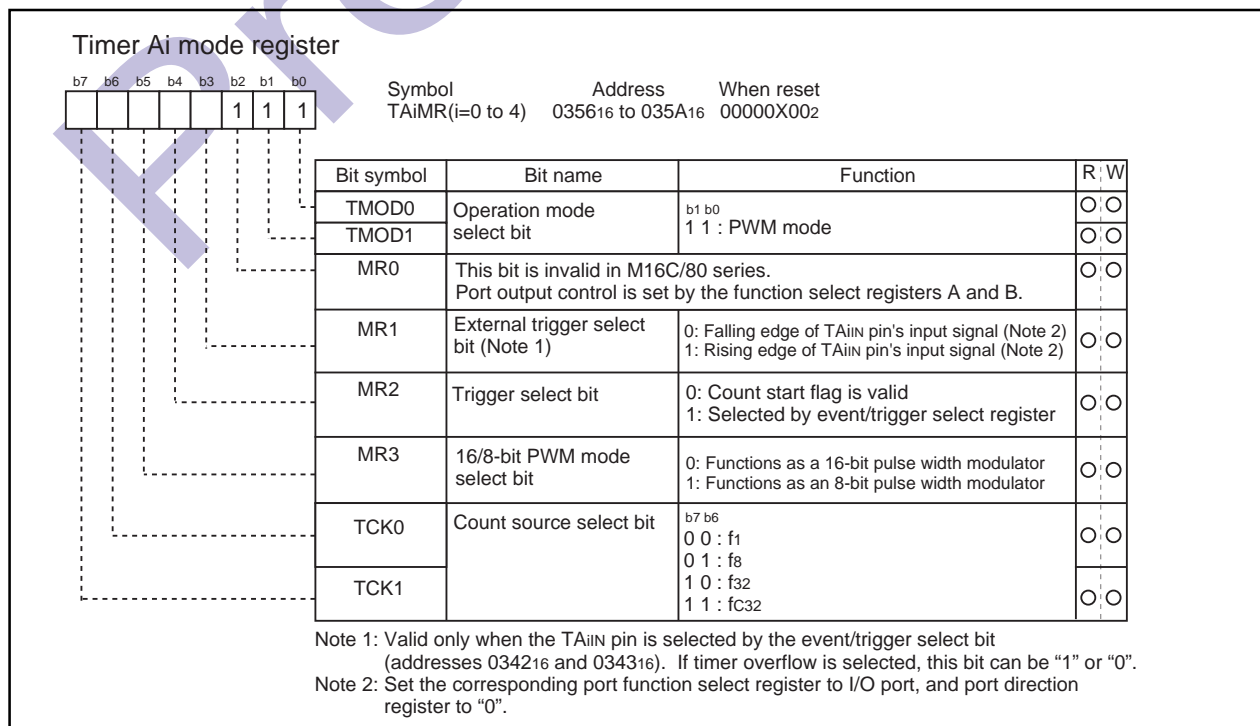 Timer Ai mode register
b7 b6 b5 b4 b3 b2 b1 b0
1 1 1
Symbol Address When reset
TAiMR(i=0 to 4) 035616 to 035A16 00000X002
Bit symbol Bit name Function R W
TMOD0 Operation mode select bit b1 b0
TMOD1 1 1 : PWM mode
MR0 This bit is invalid in M16C/80 series.
Port output control is set by the function select registers A and B.
MR1 External trigger select bit (Note 1) 0: Falling edge of TAiIN pin's input signal (Note 2)
1: Rising edge of TAiIN pin's input signal (Note 2)
MR2 Trigger select bit 0: Count start flag is valid
1: Selected by event/trigger select register
MR3 16/8-bit PWM mode select bit 0: Functions as a 16-bit pulse width modulator
1: Functions as an 8-bit pulse width modulator
TCK0 Count source select bit b7 b6
0 0 : f1
0 1 : f8
TCK1 1 0 : f32
1 1 : fC32
Note 1: Valid only when the TAiIN pin is selected by the event/trigger select bit
(addresses 034216 and 034316). If timer overflow is selected, this bit can be “1” or “0”.
Note 2: Set the corresponding port function select register to I/O port, and port direction
register to “0”.